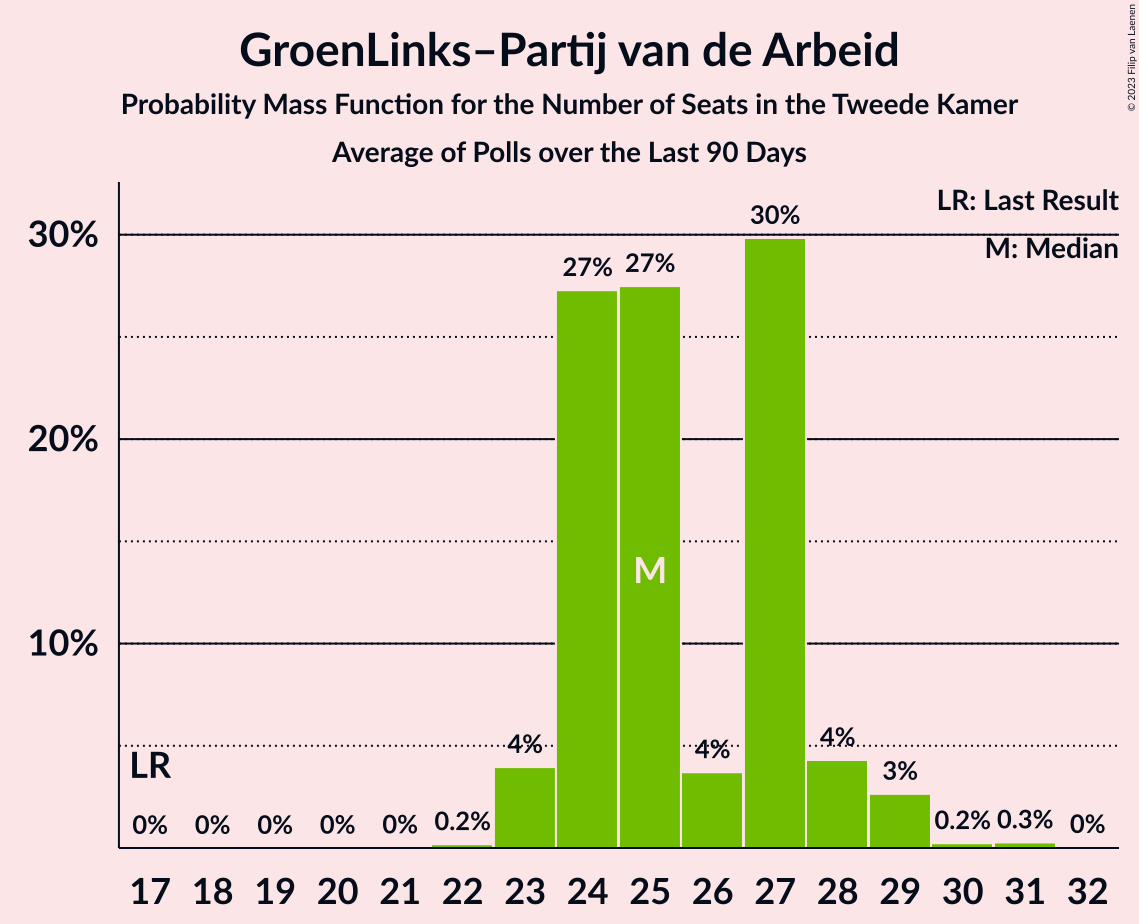 GroenLinks–Partij van de Arbeid
Probability Mass Function for the Number of Seats in the Tweede Kamer
Average of Polls over the Last 90 Days
© 2023 Filip van Laenen
LR: Last Result
M: Median
30%
20%
10%
LR
M
0%
0%
0%
0%
0%
0.2%
4%
27%
27%
4%
30%
4%
3%
0.2%
0.3%
0%
17 18 19 20 21 22 23 24 25 26 27 28 29 30 31 32